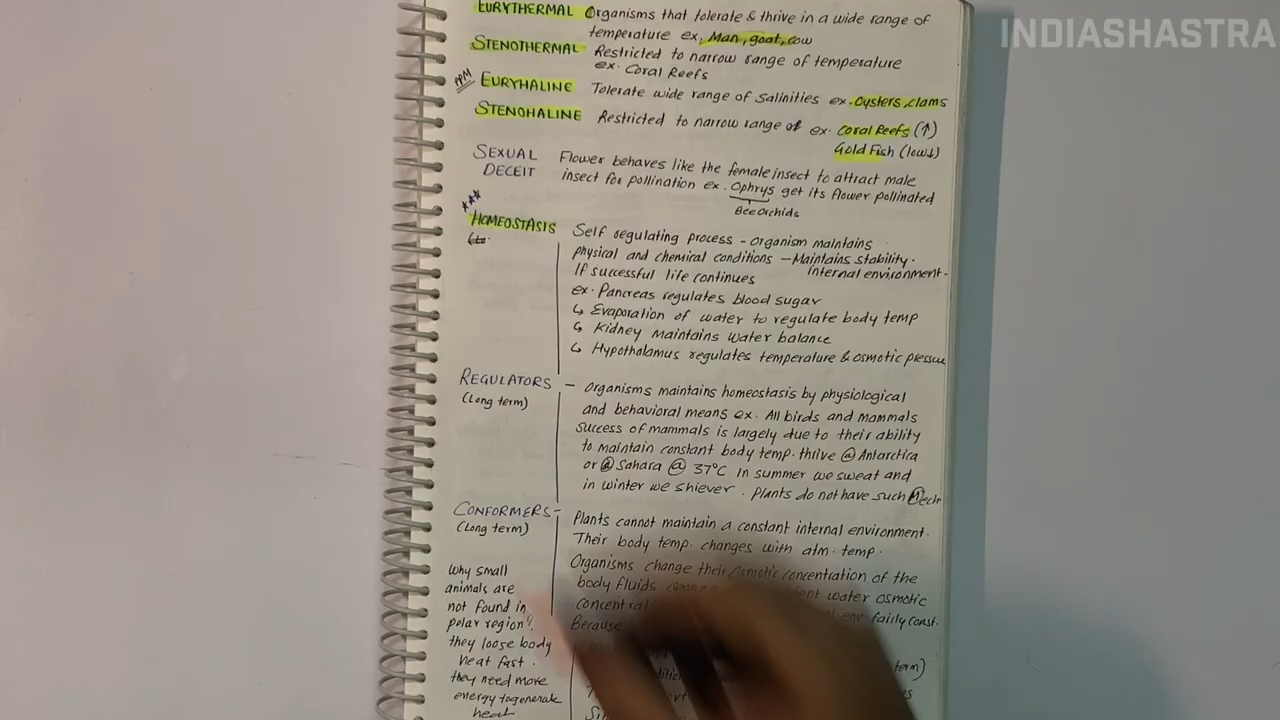 INDIASHASTRA
EURYTHERMAL Organisms that tolerate & thrive in a wide range of
temperature ex. Man, goat, cow
STENOTHERMAL Restricted to narrow range of temperature
ex. Coral Reefs
PPM
EURYHALINE Tolerate wide range of salinities ex. Oysters, clams
STENOHALINE Restricted to narrow range of ex. Coral Reefs (↑)
Gold Fish (low↓)
SEXUAL DECEIT Flower behaves like the female insect to attract male
insect for pollination ex. Ophrys get its flower pollinated
Bee Orchids
HOMEOSTASIS Self regulating process - organism maintains
physical and chemical conditions - Maintains stability.
If successful life continues internal environment.
ex. Pancreas regulates blood sugar
↳ Evaporation of water to regulate body temp
↳ Kidney maintains water balance
↳ Hypothalamus regulates temperature & osmotic pressure
REGULATORS - Organisms maintains homeostasis by physiological
(Long term) and behavioral means ex. All birds and mammals
success of mammals is largely due to their ability
to maintain constant body temp. thrive @ Antarctica
or @ Sahara @ 37°C in summer we sweat and
in winter we shiever. Plants do not have such Mech
CONFORMERS - Plants cannot maintain a constant internal environment.
(Long term) Their body temp. changes with atm. temp.
Organisms change their osmotic concentration of the
body fluids water osmotic
env. fairly const.
Because
term)
Why small
animals are
not found in
polar region?
they loose body
heat fast.
they need more
energy to generate
heat